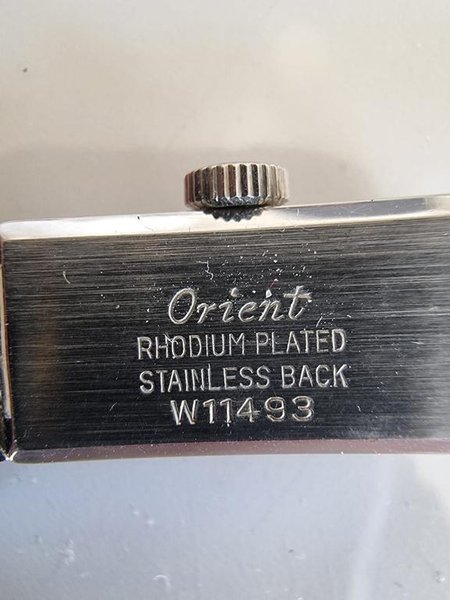 Orient
RHODIUM PLATED
STAINLESS BACK
W11493